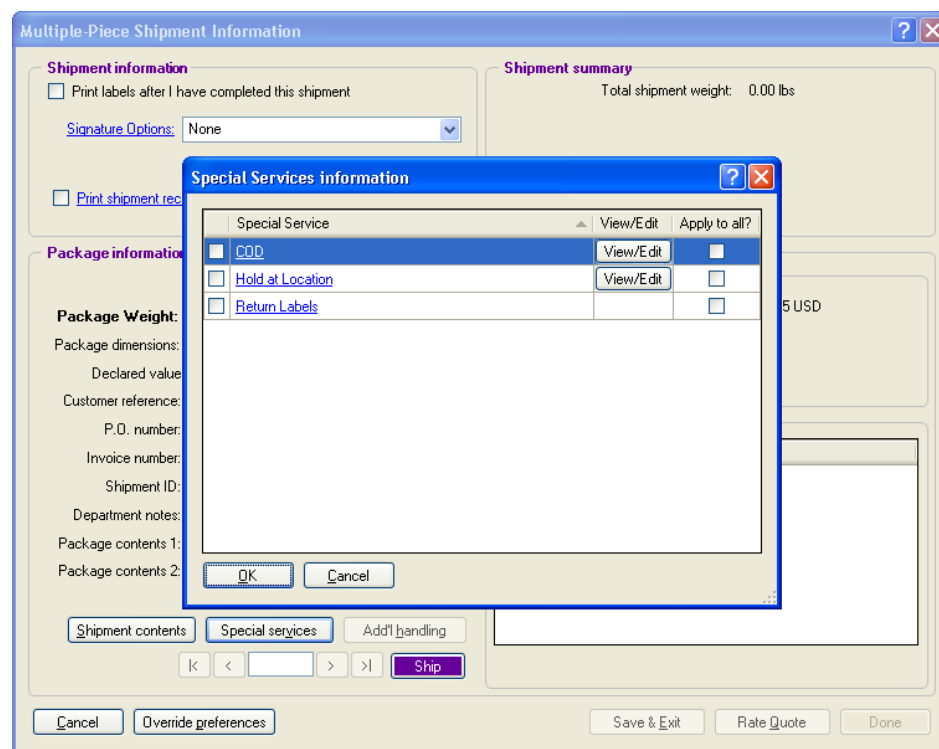 Multiple-Piece Shipment Information
Shipment information
Print labels after I have completed this shipment
Signature Options: None
Print shipment rec
Shipment summary
Total shipment weight: 0.00 lbs
Special Services information
Special Service View/Edit Apply to all?
COD View/Edit
Hold at Location View/Edit
Return Labels
OK Cancel
Package information
5 USD
Package Weight:
Package dimensions:
Declared value
Customer reference:
P.O. number:
Invoice number:
Shipment ID:
Department notes:
Package contents 1:
Package contents 2:
Shipment contents Special services Add'l handling
Ship
Cancel Override preferences Save & Exit Rate Quote Done